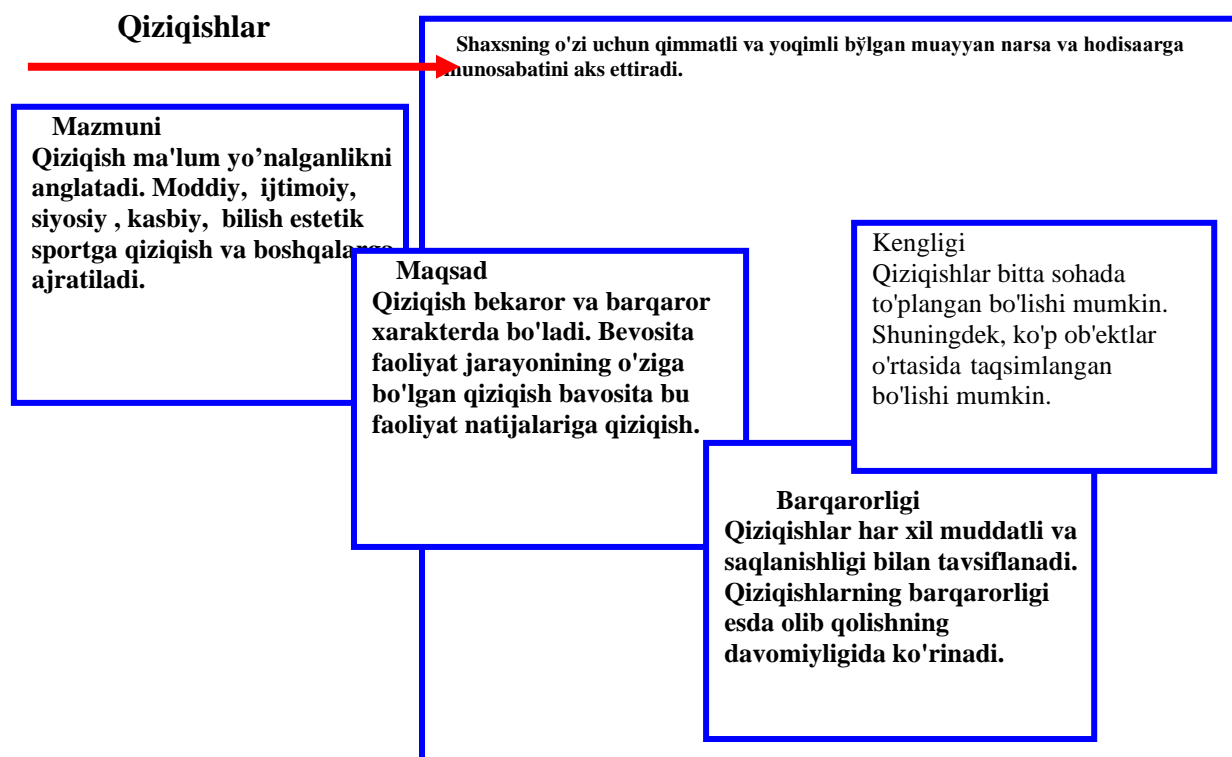 Qiziqishlar
Shaxsning o'zi uchun qimmatli va yoqimli bўlgan muayyan narsa va hodisaarga
munosabatini aks ettiradi.
Mazmuni
Qiziqish ma'lum yo’nalganlikni
anglatadi. Moddiy, ijtimoiy,
siyosiy , kasbiy, bilish estetik
sportga qiziqish va boshqalarga
ajratiladi.
Maqsad
Qiziqish bekaror va barqaror
xarakterda bo'ladi. Bevosita
faoliyat jarayonining o'ziga
bo'lgan qiziqish bavosita bu
faoliyat natijalariga qiziqish.
Kengligi
Qiziqishlar bitta sohada
to'plangan bo'lishi mumkin.
Shuningdek, ko'p ob'ektlar
o'rtasida taqsimlangan
bo'lishi mumkin.
Barqarorligi
Qiziqishlar har xil muddatli va
saqlanishligi bilan tavsiflanadi.
Qiziqishlarning barqarorligi
esda olib qolishning
davomiyligida ko'rinadi.